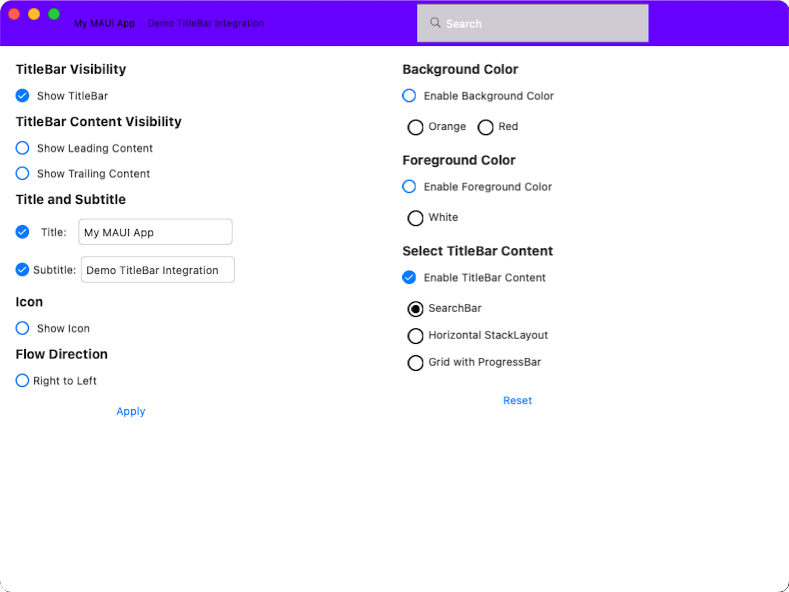 My MAUI App Demo TitleBar Integration
Search
TitleBar Visibility
Show TitleBar
TitleBar Content Visibility
Show Leading Content
Show Trailing Content
Title and Subtitle
Title: My MAUI App
Subtitle: Demo TitleBar Integration
Icon
Show Icon
Flow Direction
Right to Left
Apply
Background Color
Enable Background Color
Orange Red
Foreground Color
Enable Foreground Color
White
Select TitleBar Content
Enable TitleBar Content
SearchBar
Horizontal StackLayout
Grid with ProgressBar
Reset